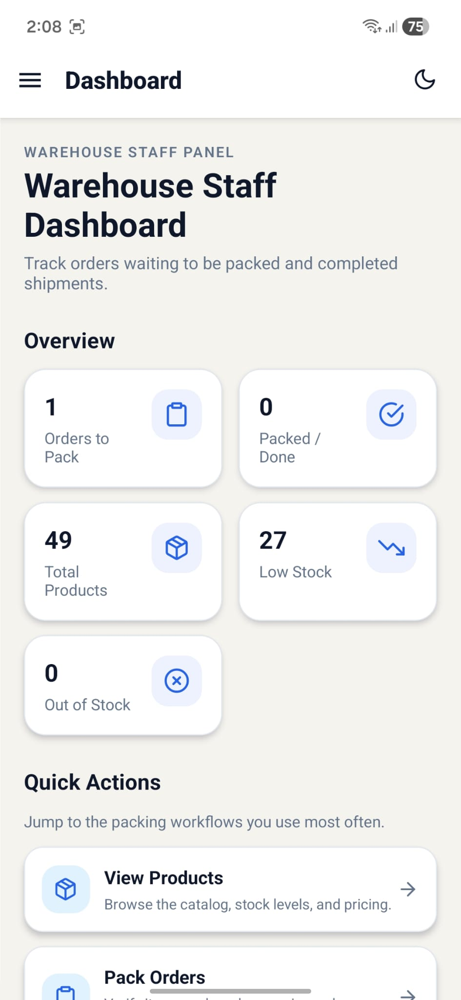 2:08
75
Dashboard
WAREHOUSE STAFF PANEL
Warehouse Staff
Dashboard
Track orders waiting to be packed and completed
shipments.
Overview
1
Orders to
Pack
0
Packed /
Done
49
Total
Products
27
Low Stock
0
Out of Stock
Quick Actions
Jump to the packing workflows you use most often.
View Products
Browse the catalog, stock levels, and pricing.
Pack Orders